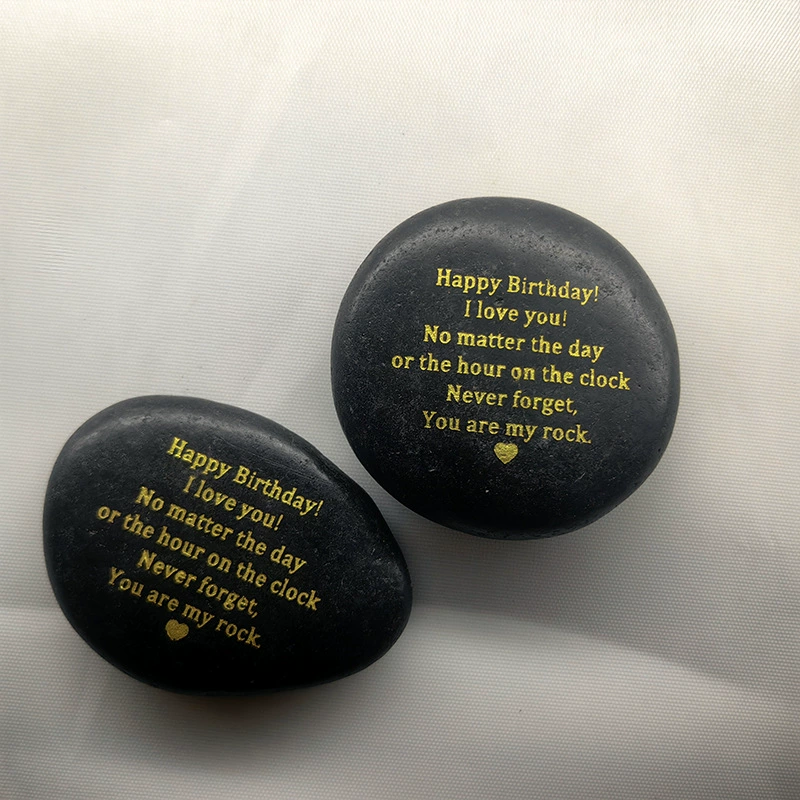 Happy Birthday!
I love you!
No matter the day
or the hour on the clock
Never forget,
You are my rock.
Happy Birthday!
I love you!
No matter the day
or the hour on the clock
Never forget,
You are my rock.